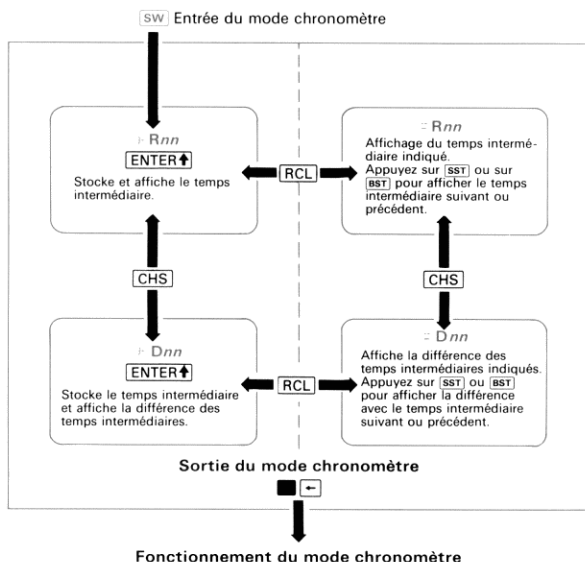 SW Entrée du mode chronomètre
Rnn
ENTER↑
Stocke et affiche le temps
intermédiaire.
RCL
= Rnn
Affichage du temps intermé-
diaire indiqué.
Appuyez sur SST ou sur
BST pour afficher le temps
intermédiaire suivant ou
précédent.
CHS
CHS
Dnn
ENTER↑
Stocke le temps intermédiaire
et affiche la différence des
temps intermédiaires.
RCL
= Dnn
Affiche la différence des
temps intermédiaires indiqués.
Appuyez sur SST ou BST
pour afficher la différence
avec le temps intermédiaire
suivant ou précédent.
Sortie du mode chronomètre
←
Fonctionnement du mode chronomètre